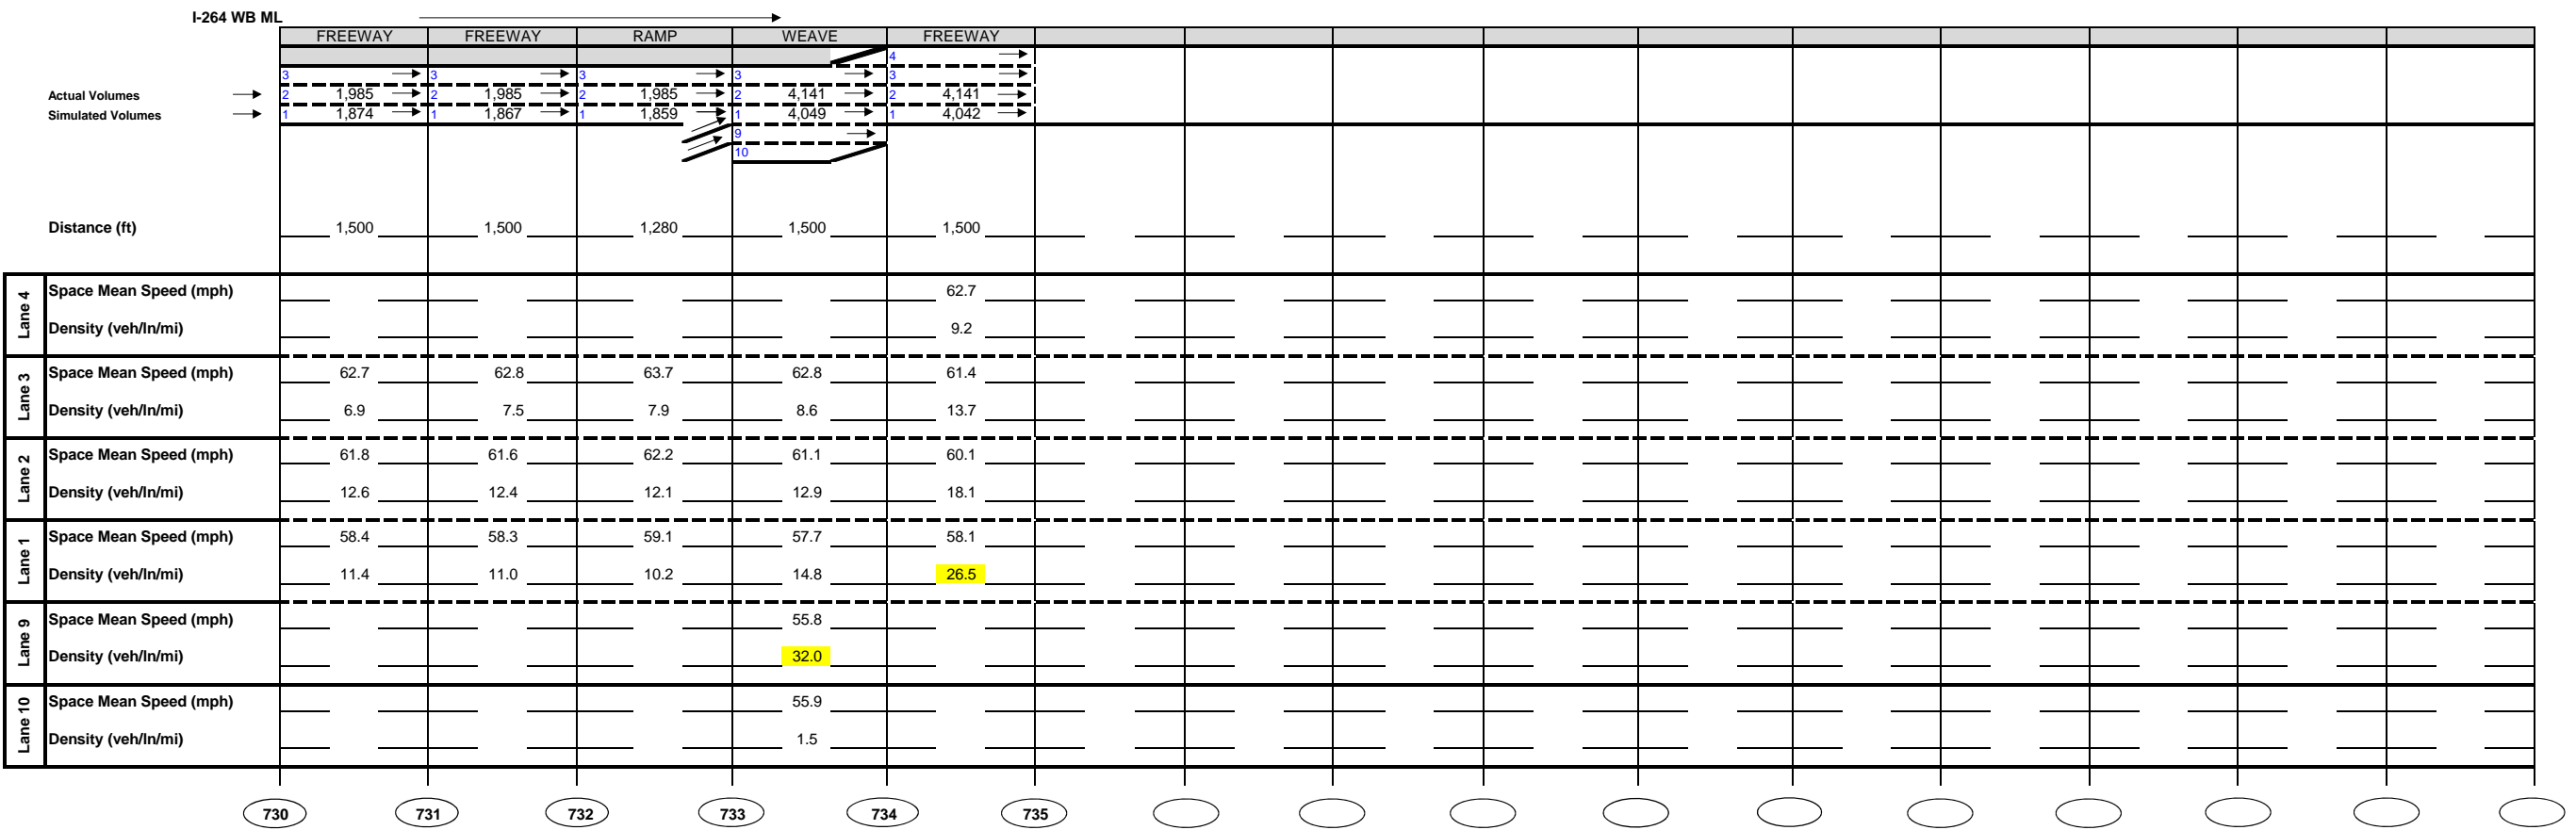 I-264 WB ML
FREEWAY FREEWAY RAMP WEAVE FREEWAY
4
3 3 3 3 3
Actual Volumes 2 1,985 2 1,985 2 1,985 2 4,141 2 4,141
Simulated Volumes 1 1,874 1 1,867 1 1,859 1 4,049 1 4,042
9
10
Distance (ft) 1,500 1,500 1,280 1,500 1,500
Lane 4
Space Mean Speed (mph) 62.7
Density (veh/ln/mi) 9.2
Lane 3
Space Mean Speed (mph) 62.7 62.8 63.7 62.8 61.4
Density (veh/ln/mi) 6.9 7.5 7.9 8.6 13.7
Lane 2
Space Mean Speed (mph) 61.8 61.6 62.2 61.1 60.1
Density (veh/ln/mi) 12.6 12.4 12.1 12.9 18.1
Lane 1
Space Mean Speed (mph) 58.4 58.3 59.1 57.7 58.1
Density (veh/ln/mi) 11.4 11.0 10.2 14.8 26.5
Lane 9
Space Mean Speed (mph) 55.8
Density (veh/ln/mi) 32.0
Lane 10
Space Mean Speed (mph) 55.9
Density (veh/ln/mi) 1.5
730 731 732 733 734 735